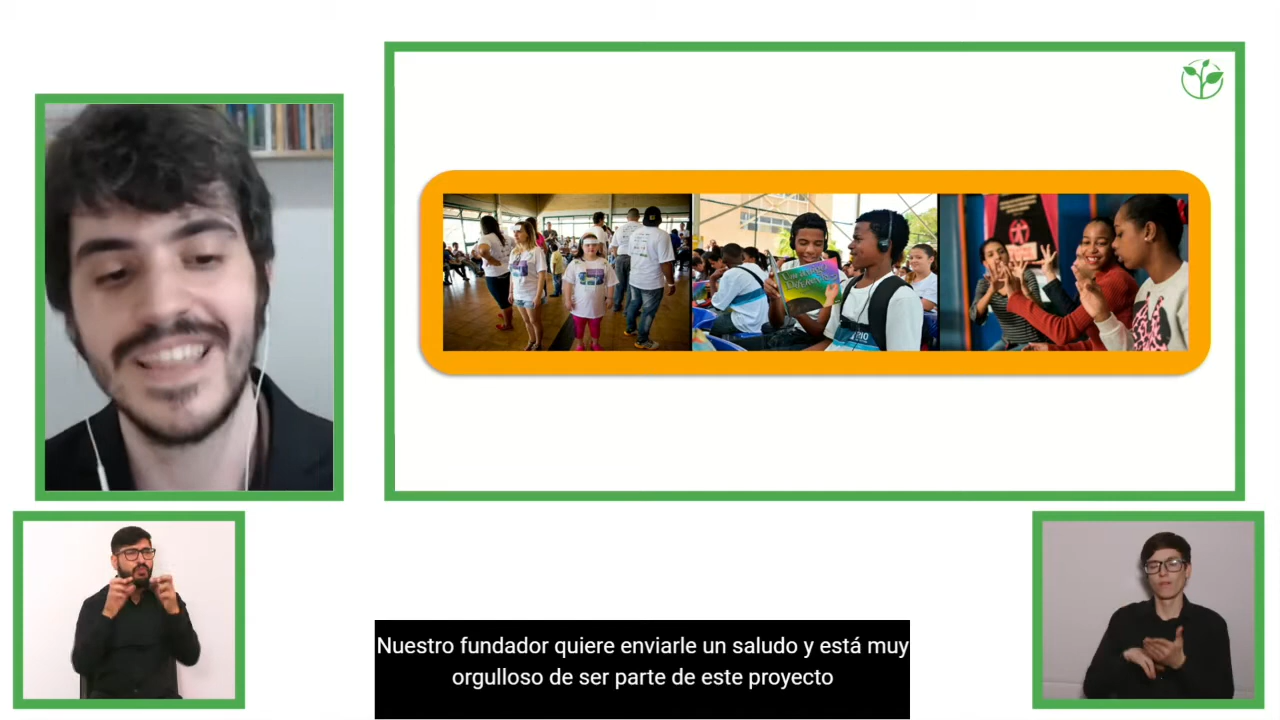 Nuestro fundador quiere enviarle un saludo y está muy
orgulloso de ser parte de este proyecto